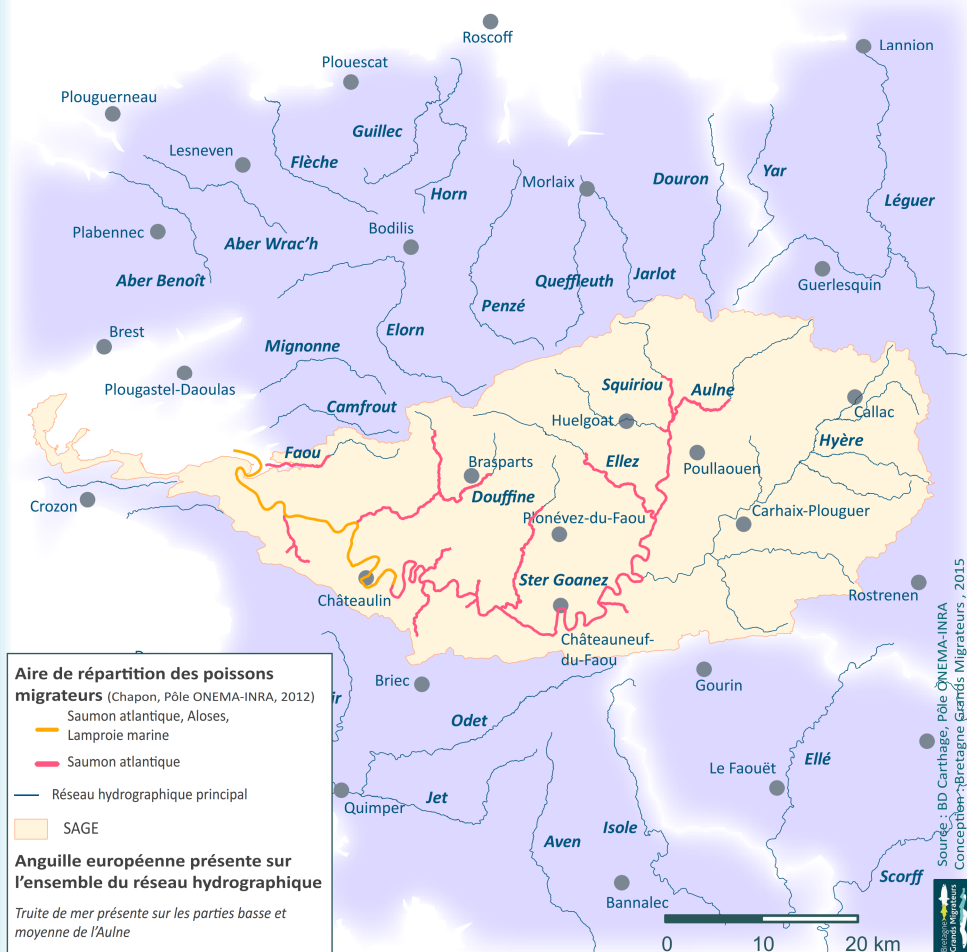 Roscoff
Lannion
Plouescat
Plouguerneau
Guillec
Lesneven
Flèche
Morlaix
Douron
Yar
Horn
Léguer
Plabennec
Bodilis
Aber Wrac’h
Aber Benoît
Queffleuth
Jarlot
Guerlesquin
Penzé
Brest
Elorn
Mignonne
Plougastel-Daoulas
Squiriou
Aulne
Camfrout
Huelgoat
Callac
Hyère
Faou
Brasparts
Ellez
Poullaouen
Douffine
Crozon
Plonévez-du-Faou
Carhaix-Plouguer
Ster Goanez
Châteaulin
Rostrenen
Châteauneuf-
du-Faou
Briec
Gourin
ir
Odet
Le Faouët
Ellé
Quimper
Jet
Aven
Isole
Bannalec
Scorff
Aire de répartition des poissons
migrateurs (Chapon, Pôle ONEMA-INRA, 2012)
Saumon atlantique, Aloses,
Lamproie marine
Saumon atlantique
Réseau hydrographique principal
SAGE
Anguille européenne présente sur
l’ensemble du réseau hydrographique
Truite de mer présente sur les parties basse et
moyenne de l’Aulne
0 10 20 km
Source : BD Carthage, Pôle ONEMA-INRA
Conception : Bretagne Grands Migrateurs , 2015
Bretagne
Grands Migrateurs